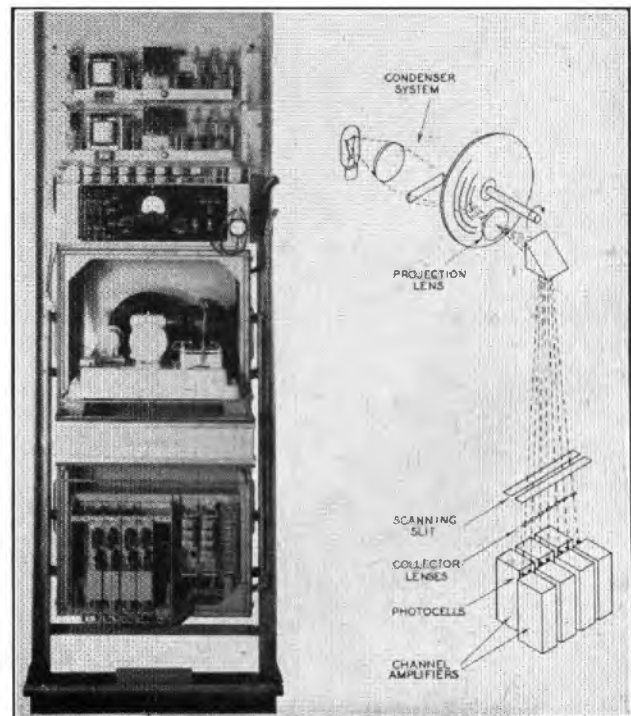 CONDENSER
SYSTEM
PROJECTION
LENS
SCANNING
SLIT
COLLECTOR
LENSES
PHOTOCELLS
CHANNEL
AMPLIFIERS